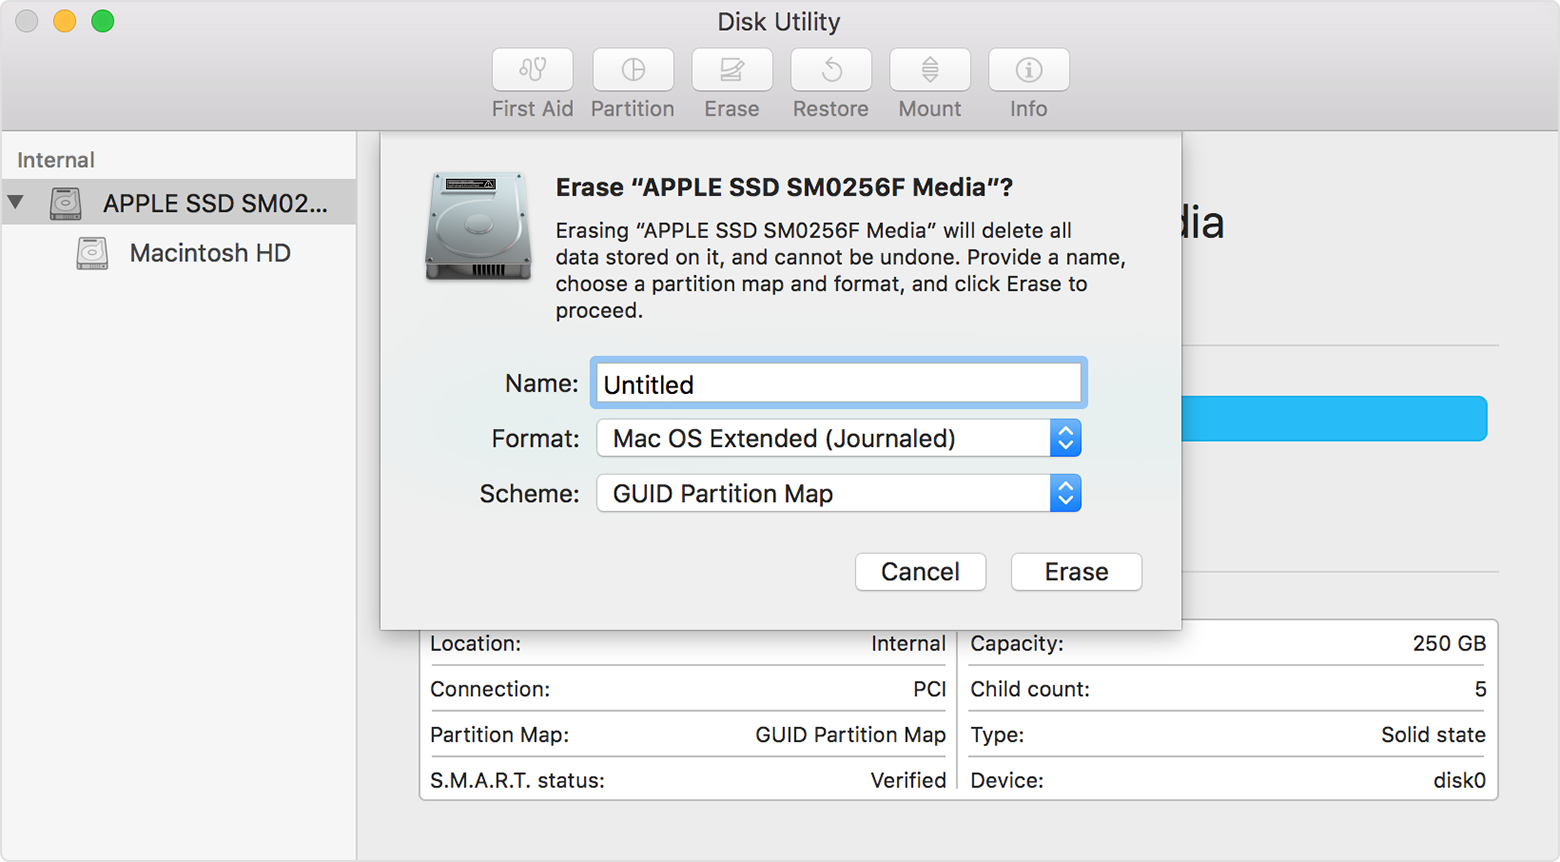 Disk Utility
First Aid
Partition
Erase
Restore
Mount
Info
Internal
APPLE SSD SM02...
Macintosh HD
Erase “APPLE SSD SM0256F Media”?
Erasing “APPLE SSD SM0256F Media” will delete all
data stored on it, and cannot be undone. Provide a name,
choose a partition map and format, and click Erase to
proceed.
Name: Untitled
Format: Mac OS Extended (Journaled)
Scheme: GUID Partition Map
Cancel
Erase
dia
Location: Internal
Connection: PCI
Partition Map: GUID Partition Map
S.M.A.R.T. status: Verified
Capacity: 250 GB
Child count: 5
Type: Solid state
Device: disk0